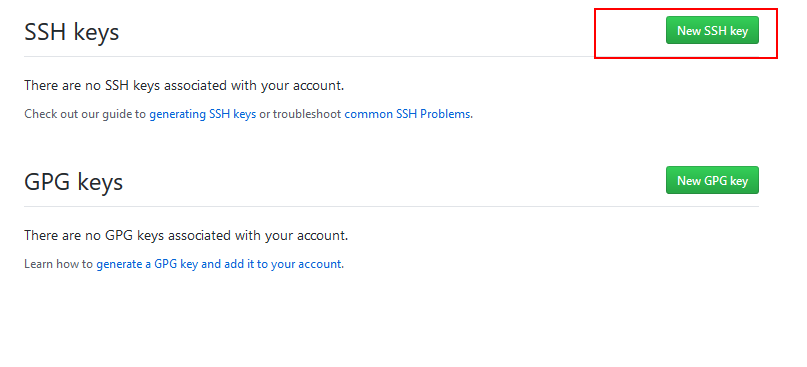 SSH keys
New SSH key
There are no SSH keys associated with your account.
Check out our guide to generating SSH keys or troubleshoot common SSH Problems.
GPG keys
New GPG key
There are no GPG keys associated with your account.
Learn how to generate a GPG key and add it to your account.